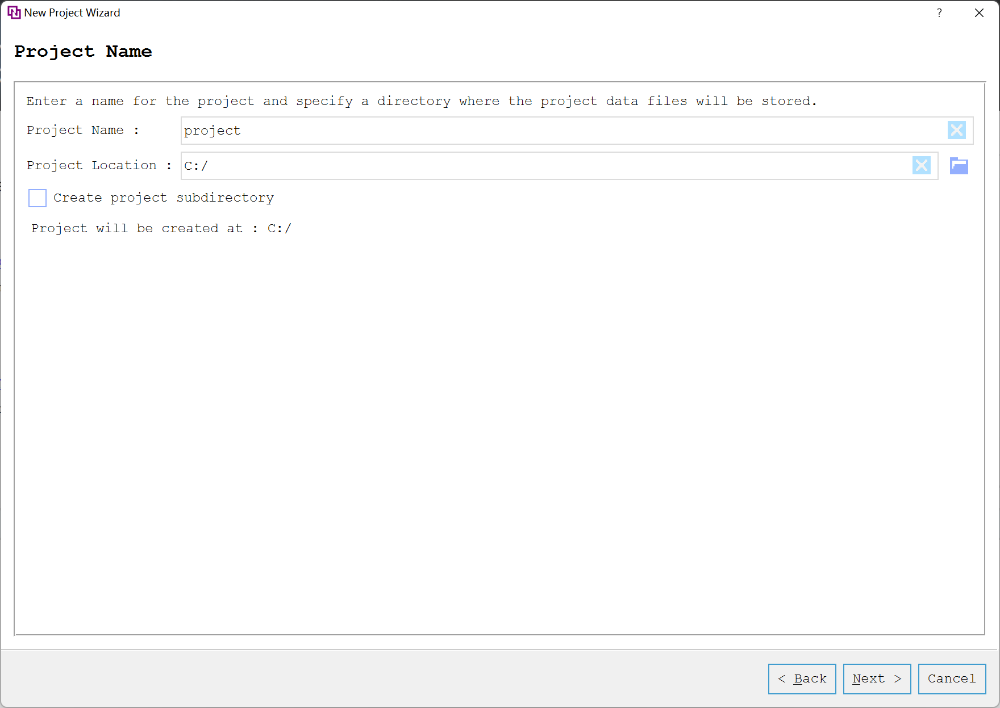 New Project Wizard
?
Project Name
Enter a name for the project and specify a directory where the project data files will be stored.
Project Name : project
Project Location : C:/
Create project subdirectory
Project will be created at : C:/
< Back Next > Cancel